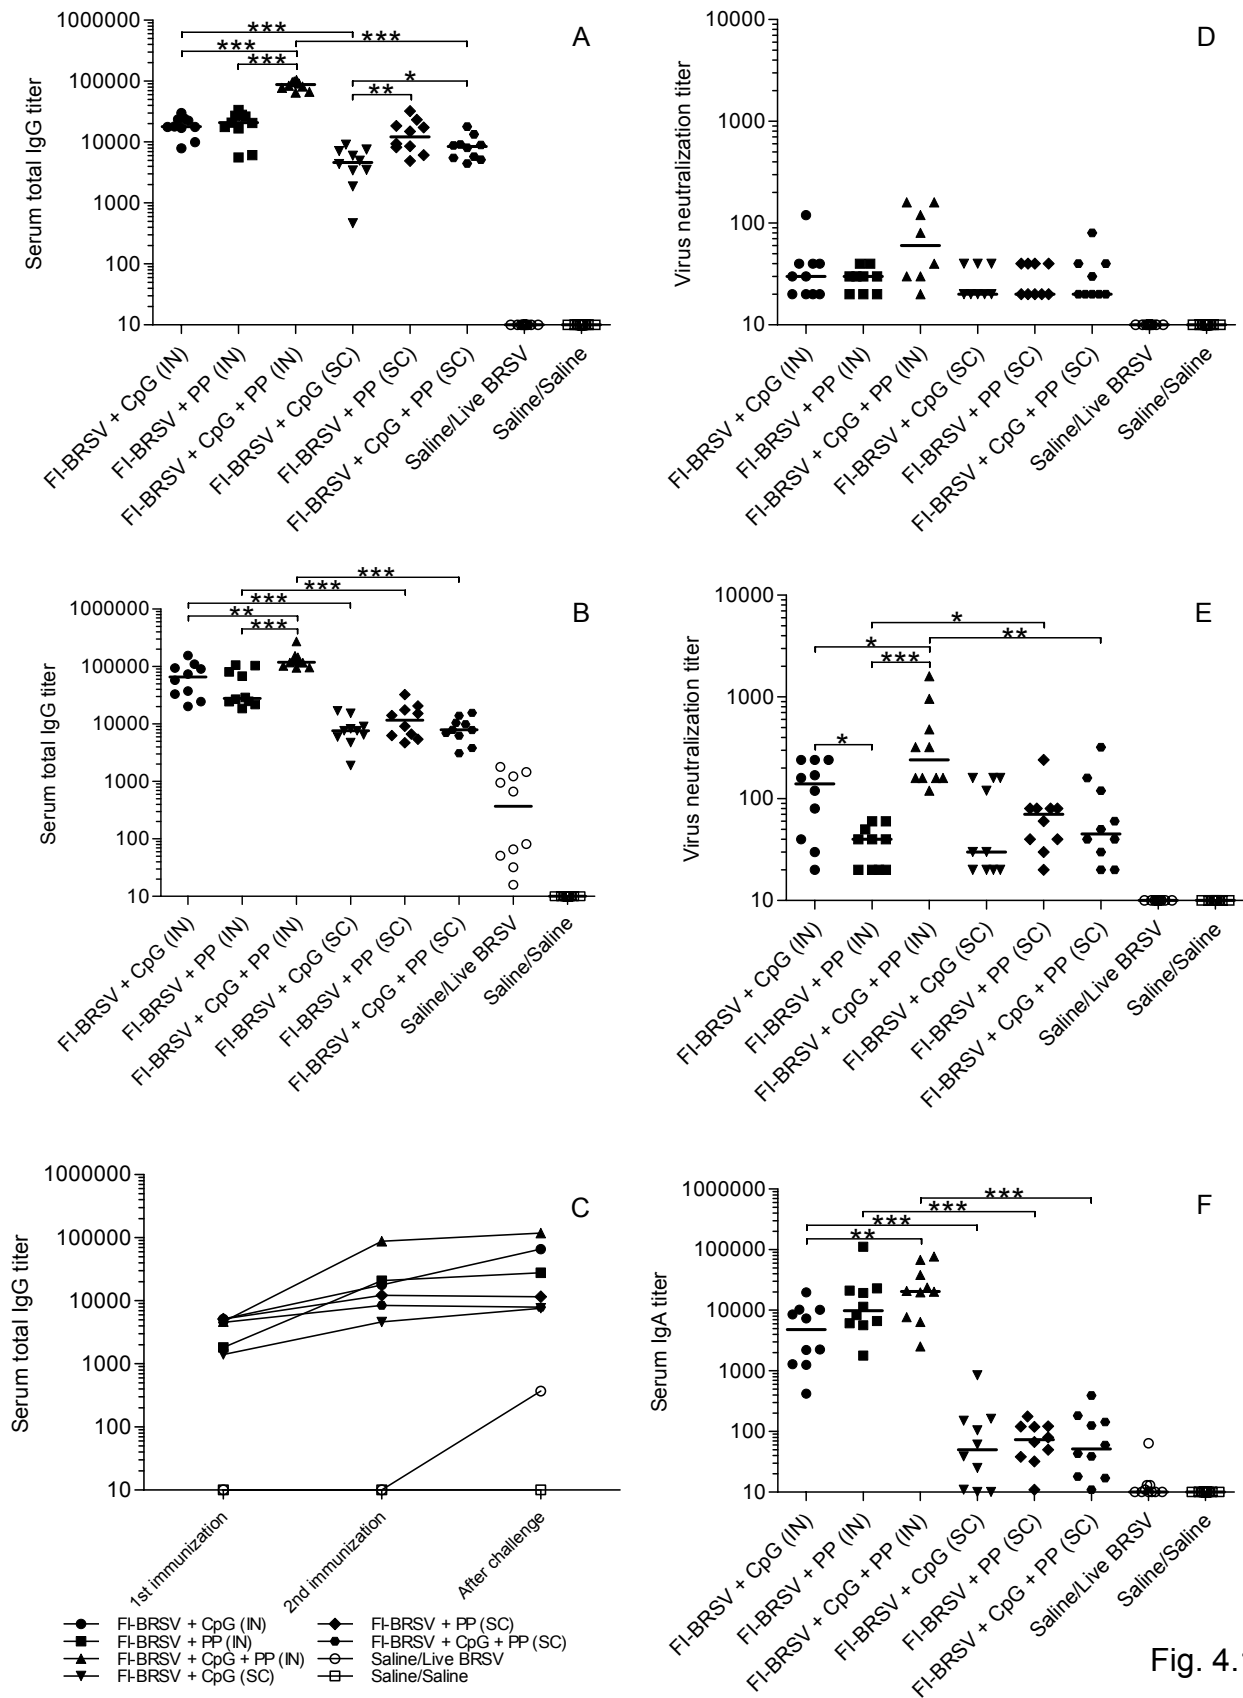 A
Serum total IgG titer
1000000
100000
10000
1000
100
10
***
***
***
***
*
**
FI-BRSV + CpG (IN)
FI-BRSV + PP (IN)
FI-BRSV + CpG + PP (IN)
FI-BRSV + CpG (SC)
FI-BRSV + PP (SC)
FI-BRSV + CpG + PP (SC)
Saline/Live BRSV
Saline/Saline
D
Virus neutralization titer
10000
1000
100
10
FI-BRSV + CpG (IN)
FI-BRSV + PP (IN)
FI-BRSV + CpG + PP (IN)
FI-BRSV + CpG (SC)
FI-BRSV + PP (SC)
FI-BRSV + CpG + PP (SC)
Saline/Live BRSV
Saline/Saline
B
Serum total IgG titer
1000000
100000
10000
1000
100
10
***
***
***
**
***
FI-BRSV + CpG (IN)
FI-BRSV + PP (IN)
FI-BRSV + CpG + PP (IN)
FI-BRSV + CpG (SC)
FI-BRSV + PP (SC)
FI-BRSV + CpG + PP (SC)
Saline/Live BRSV
Saline/Saline
E
Virus neutralization titer
10000
1000
100
10
*
**
*
***
*
FI-BRSV + CpG (IN)
FI-BRSV + PP (IN)
FI-BRSV + CpG + PP (IN)
FI-BRSV + CpG (SC)
FI-BRSV + PP (SC)
FI-BRSV + CpG + PP (SC)
Saline/Live BRSV
Saline/Saline
C
Serum total IgG titer
1000000
100000
10000
1000
100
10
1st immunization
2nd immunization
After challenge
FI-BRSV + CpG (IN)
FI-BRSV + PP (IN)
FI-BRSV + CpG + PP (IN)
FI-BRSV + CpG (SC)
FI-BRSV + PP (SC)
FI-BRSV + CpG + PP (SC)
Saline/Live BRSV
Saline/Saline
F
Serum IgA titer
1000000
100000
10000
1000
100
10
***
***
***
**
FI-BRSV + CpG (IN)
FI-BRSV + PP (IN)
FI-BRSV + CpG + PP (IN)
FI-BRSV + CpG (SC)
FI-BRSV + PP (SC)
FI-BRSV + CpG + PP (SC)
Saline/Live BRSV
Saline/Saline
Fig. 4.